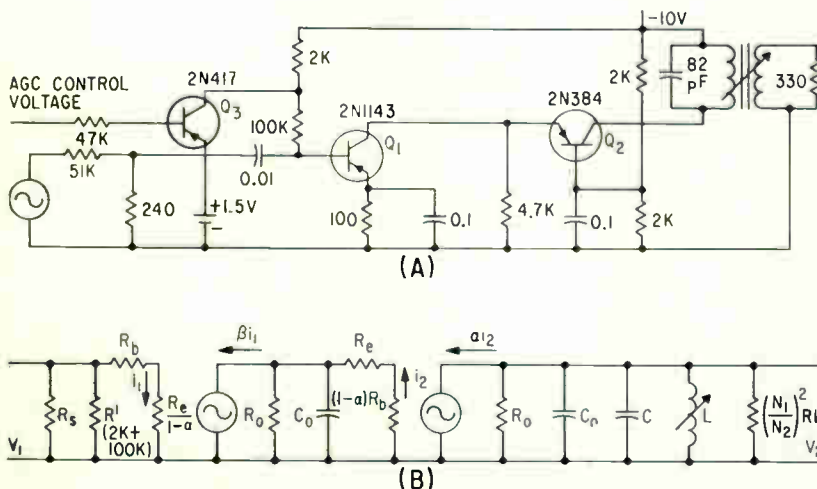 -10V
2K
2N417
Q3
AGC CONTROL
VOLTAGE
47K
51K
240
+1.5V
-
100K
0.01
2N1143
Q1
100
0.1
4.7K
2N384
Q2
0.1
2K
2K
82
pF
330
(A)
Rb
i1
Rs
R'
(2K+
100K)
V1
Re
1-α
βi1
Ro
Co
Re
(1-α)Rb
i2
αi2
Ro
C
L
(N1/N2)²
V2
(B)